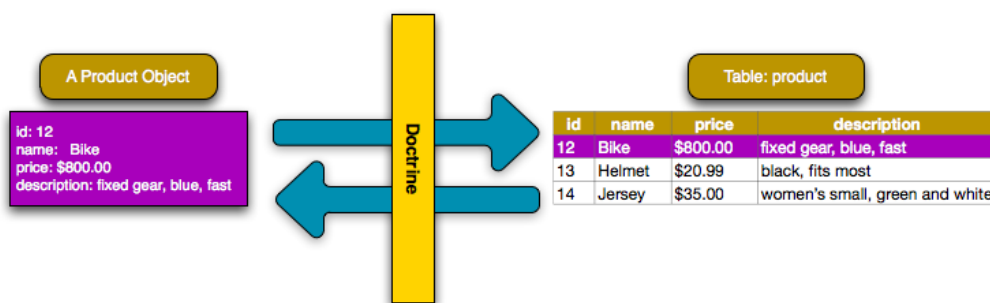 A Product Object
id: 12
name: Bike
price: $800.00
description: fixed gear, blue, fast
Doctrine
Table: product
id name price description
12 Bike $800.00 fixed gear, blue, fast
13 Helmet $20.99 black, fits most
14 Jersey $35.00 women's small, green and white